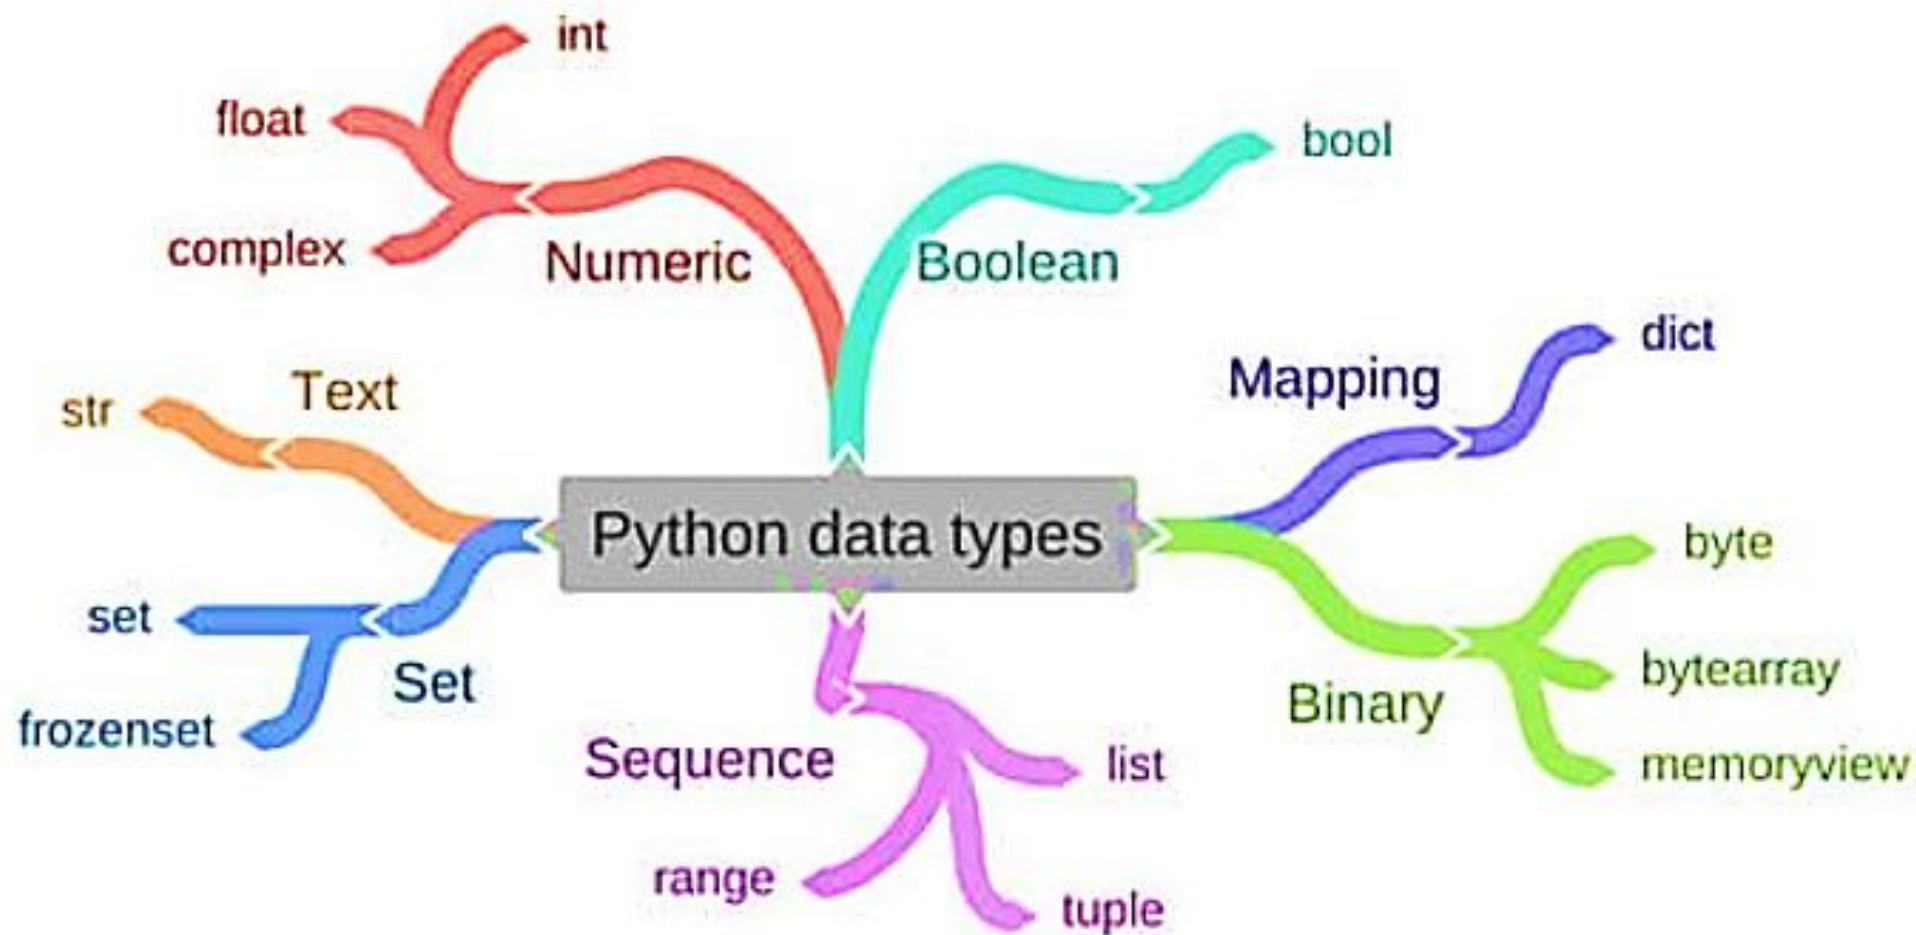 int
float
complex
Numeric
bool
Boolean
dict
Mapping
str
Text
Python data types
byte
bytearray
memoryview
Binary
set
frozenset
Set
Sequence
list
range
tuple